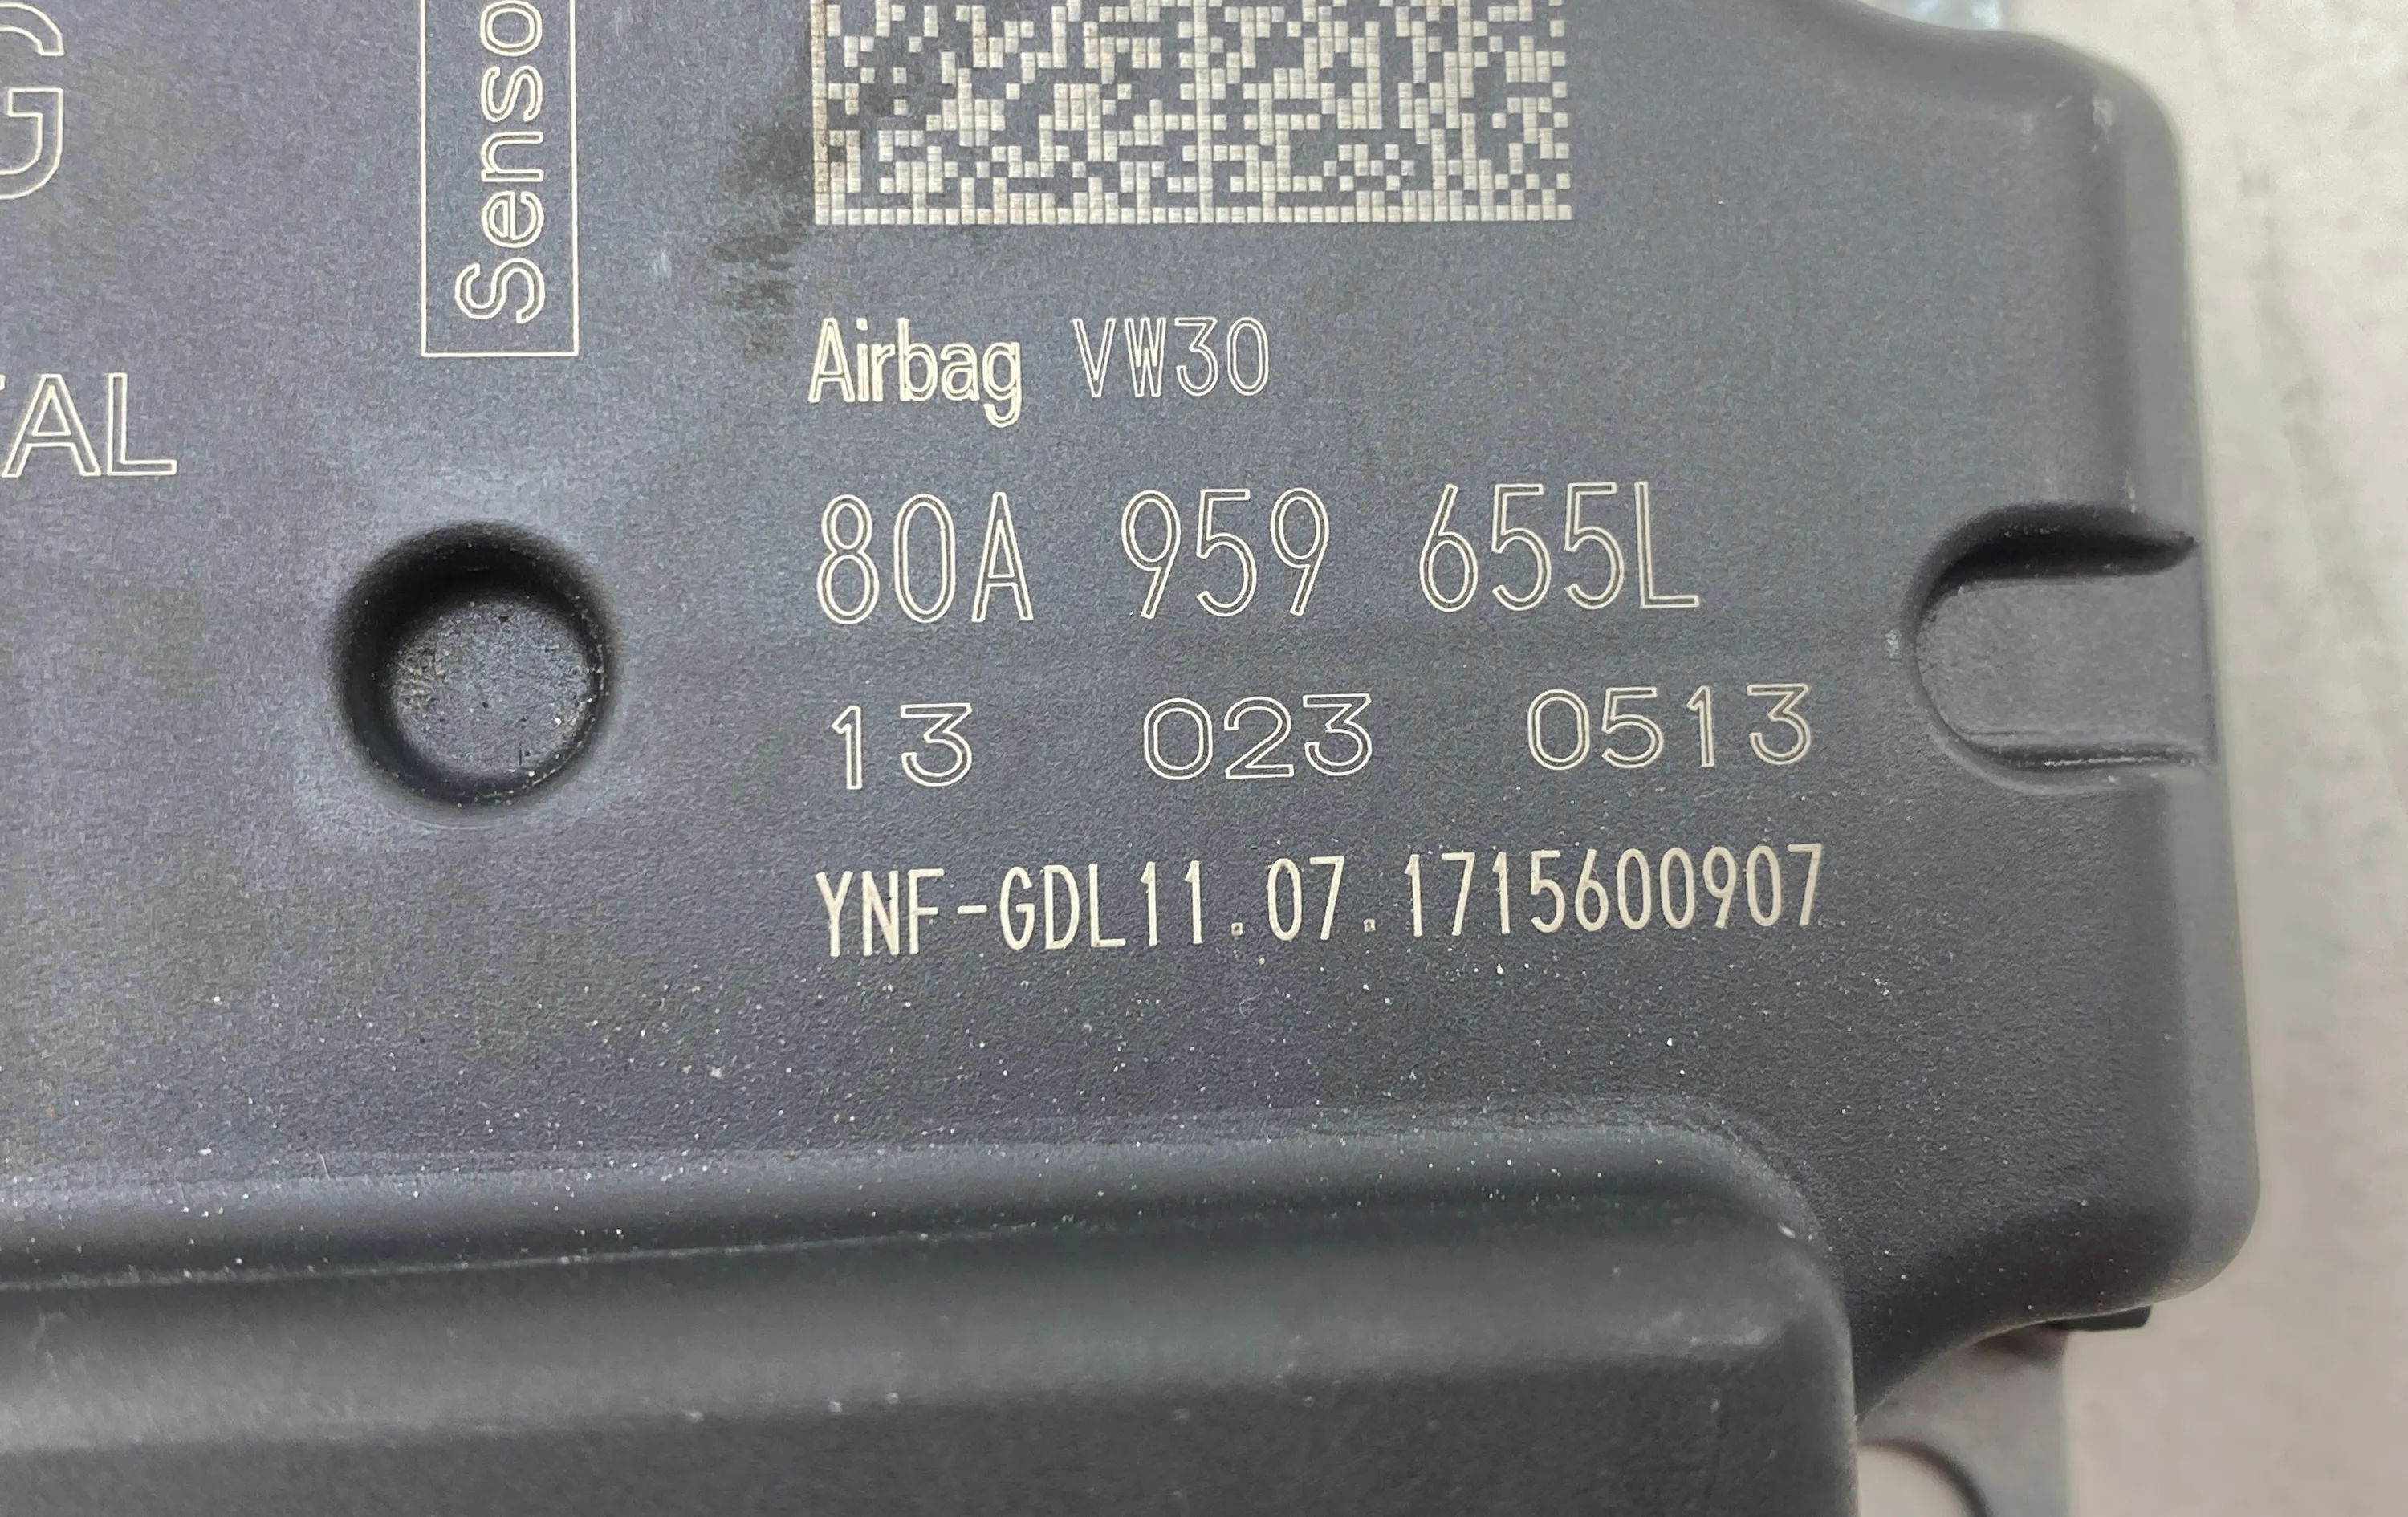 Airbag VW30
80A 959 655L
13 023 0513
YNF-GDL11.07.1715600907